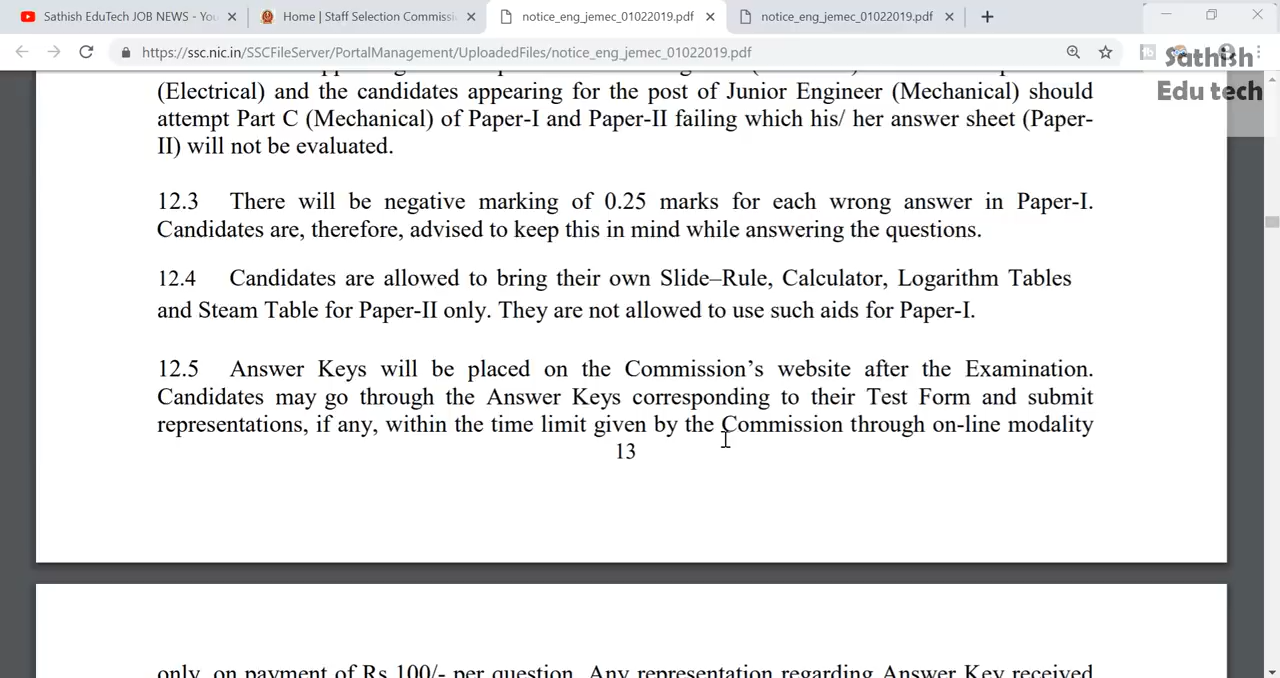 Sathish EduTech JOB NEWS - You
Home | Staff Selection Commissi
notice_eng_jemec_01022019.pdf
notice_eng_jemec_01022019.pdf
https://ssc.nic.in/SSCFileServer/PortalManagement/UploadedFiles/notice_eng_jemec_01022019.pdf
Sathish
Edu tech
(Electrical) and the candidates appearing for the post of Junior Engineer (Mechanical) should
attempt Part C (Mechanical) of Paper-I and Paper-II failing which his/ her answer sheet (Paper-
II) will not be evaluated.
12.3 There will be negative marking of 0.25 marks for each wrong answer in Paper-I.
Candidates are, therefore, advised to keep this in mind while answering the questions.
12.4 Candidates are allowed to bring their own Slide–Rule, Calculator, Logarithm Tables
and Steam Table for Paper-II only. They are not allowed to use such aids for Paper-I.
12.5 Answer Keys will be placed on the Commission’s website after the Examination.
Candidates may go through the Answer Keys corresponding to their Test Form and submit
representations, if any, within the time limit given by the Commission through on-line modality
13
only, on payment of Rs 100/- per question. Any representation regarding Answer Key received